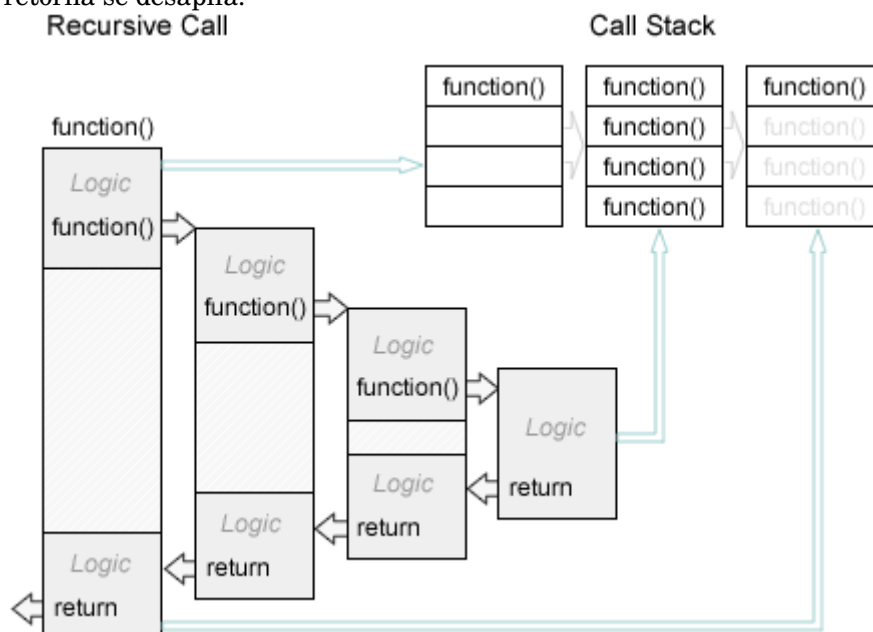 retorna se desapila.
Recursive Call
Call Stack
function()
function()
function()
function()
function()
function()
function()
function()
function()
function()
Logic
function()
Logic
function()
Logic
function()
Logic
return
Logic
return
Logic
return
Logic
return